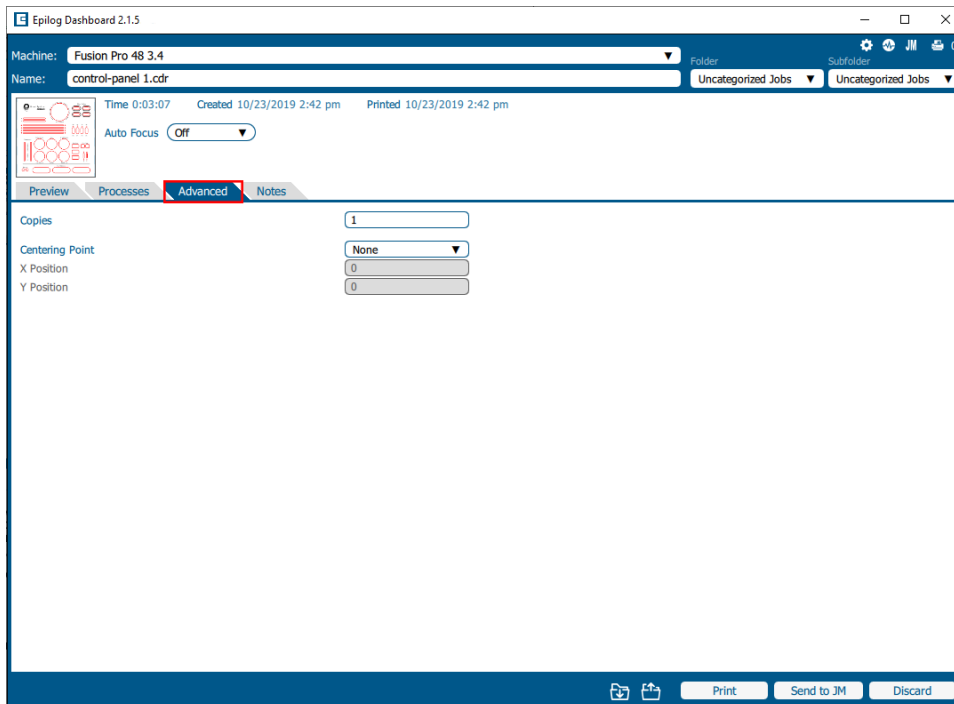 Epilog Dashboard 2.1.5
JM
Machine: Fusion Pro 48 3.4
Folder Subfolder
Name: control-panel 1.cdr Uncategorized Jobs Uncategorized Jobs
Time 0:03:07 Created 10/23/2019 2:42 pm Printed 10/23/2019 2:42 pm
Auto Focus Off
Preview Processes Advanced Notes
Copies 1
Centering Point None
X Position 0
Y Position 0
Print Send to JM Discard